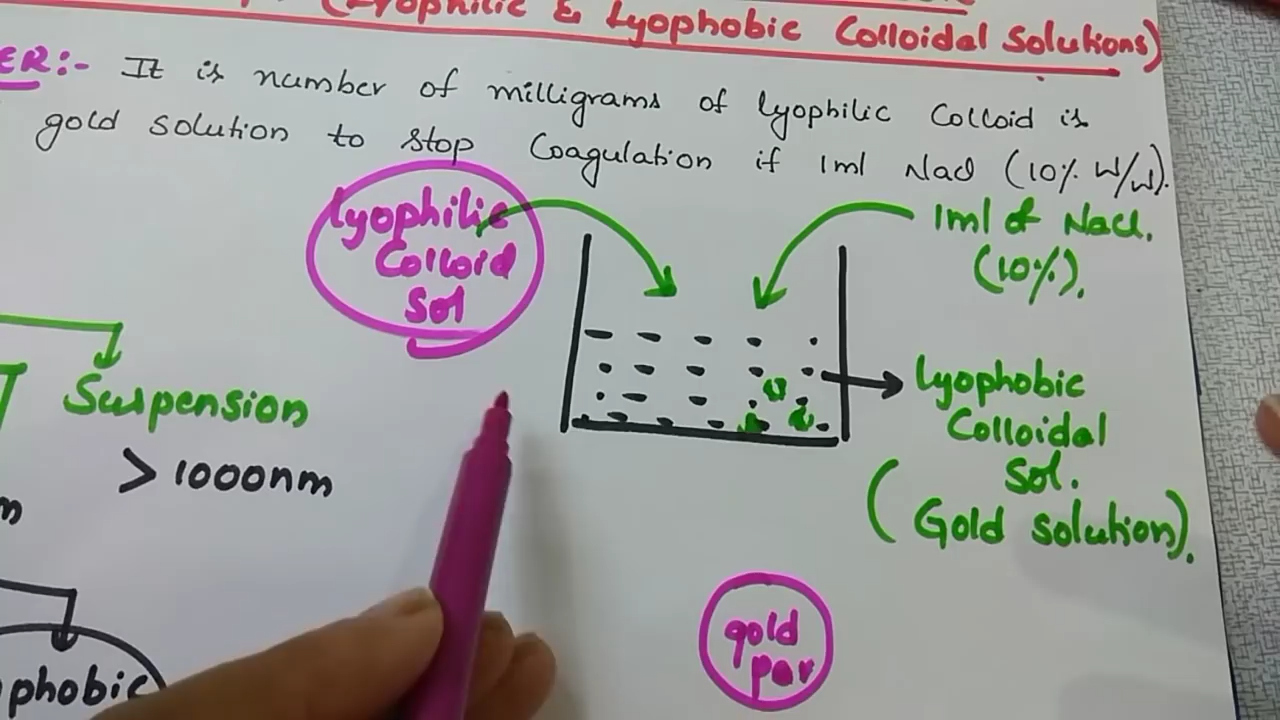 (Lyophilic & Lyophobic Colloidal Solutions)
ER:- It is number of milligrams of lyophilic Colloid is
gold solution to stop Coagulation if 1ml Nacl (10% W/W).
Lyophilic
Colloid
Sol
1ml of Nacl.
(10%).
Lyophobic
Colloidal
Sol.
(Gold solution).
Suspension
> 1000nm
m
phobic
gold
par